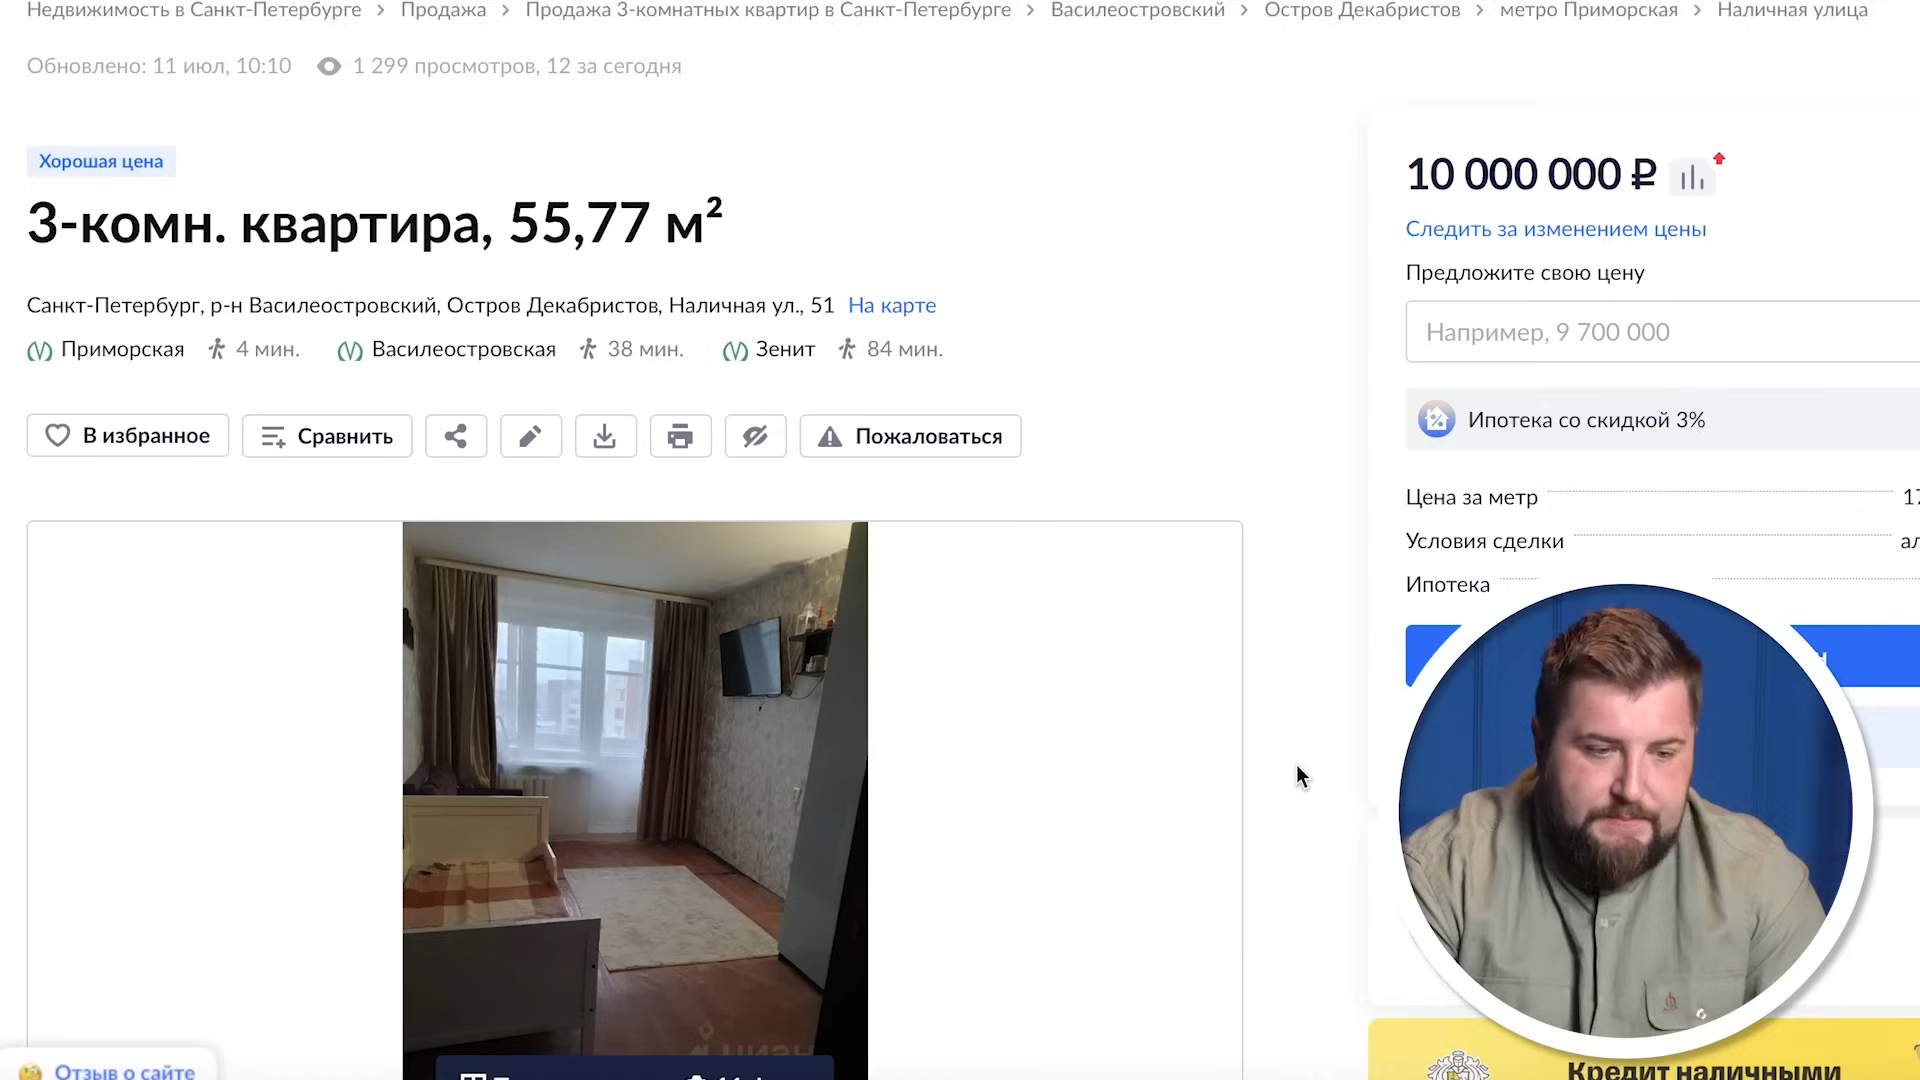 Недвижимость в Санкт-Петербурге > Продажа > Продажа 3-комнатных квартир в Санкт-Петербурге > Василеостровский > Остров Декабристов > метро Приморская > Наличная улица
Обновлено: 11 июл, 10:10 1 299 просмотров, 12 за сегодня
Хорошая цена
3-комн. квартира, 55,77 м²
Санкт-Петербург, р-н Василеостровский, Остров Декабристов, Наличная ул., 51 На карте
Приморская 4 мин. Василеостровская 38 мин. Зенит 84 мин.
В избранное Сравнить Пожаловаться
10 000 000 ₽
Следить за изменением цены
Предложите свою цену
Например, 9 700 000
Ипотека со скидкой 3%
Цена за метр 17
Условия сделки ал
Ипотека
Отзыв о сайте
Кредит наличными